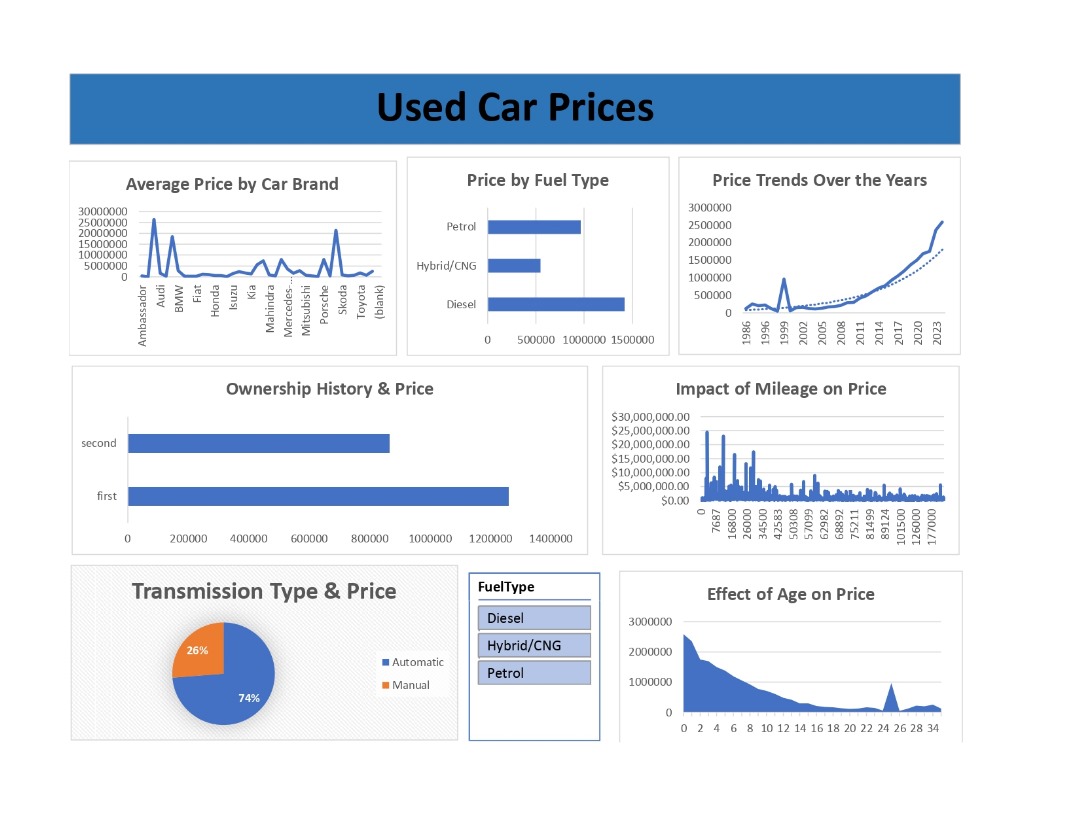 Used Car Prices
Average Price by Car Brand
30000000
25000000
20000000
15000000
10000000
5000000
0
Ambassador
Audi
BMW
Fiat
Honda
Isuzu
Kia
Mahindra
Mercedes-...
Mitsubishi
Porsche
Skoda
Toyota
(blank)
Price by Fuel Type
Petrol
Hybrid/CNG
Diesel
0 500000 1000000 1500000
Price Trends Over the Years
3000000
2500000
2000000
1500000
1000000
500000
0
1986
1996
1999
2002
2005
2008
2011
2014
2017
2020
2023
Ownership History & Price
second
first
0 200000 400000 600000 800000 1000000 1200000 1400000
Impact of Mileage on Price
$30,000,000.00
$25,000,000.00
$20,000,000.00
$15,000,000.00
$10,000,000.00
$5,000,000.00
$0.00
0
7687
16800
26000
34500
42583
50308
57099
62982
68892
75211
81499
89124
101500
126000
177000
Transmission Type & Price
26%
74%
Automatic
Manual
FuelType
Diesel
Hybrid/CNG
Petrol
Effect of Age on Price
3000000
2000000
1000000
0
0 2 4 6 8 10 12 14 16 18 20 22 24 26 28 34